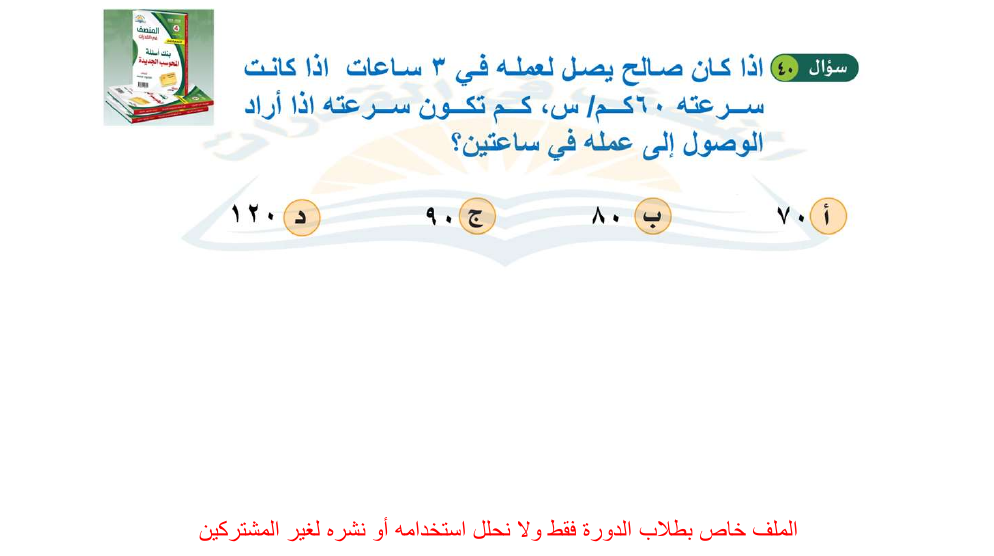 سؤال ٤٠
اذا كان صالح يصل لعمله في ٣ ساعات اذا كانت
سرعته ٦٠كم/ س، كم تكون سرعته اذا أراد
الوصول إلى عمله في ساعتين؟
أ ٧٠ ب ٨٠ ج ٩٠ د ١٢٠
المنصف
بنك أسئلة
المحوسب الجديدة
الملف خاص بطلاب الدورة فقط ولا نحلل استخدامه أو نشره لغير المشتركين